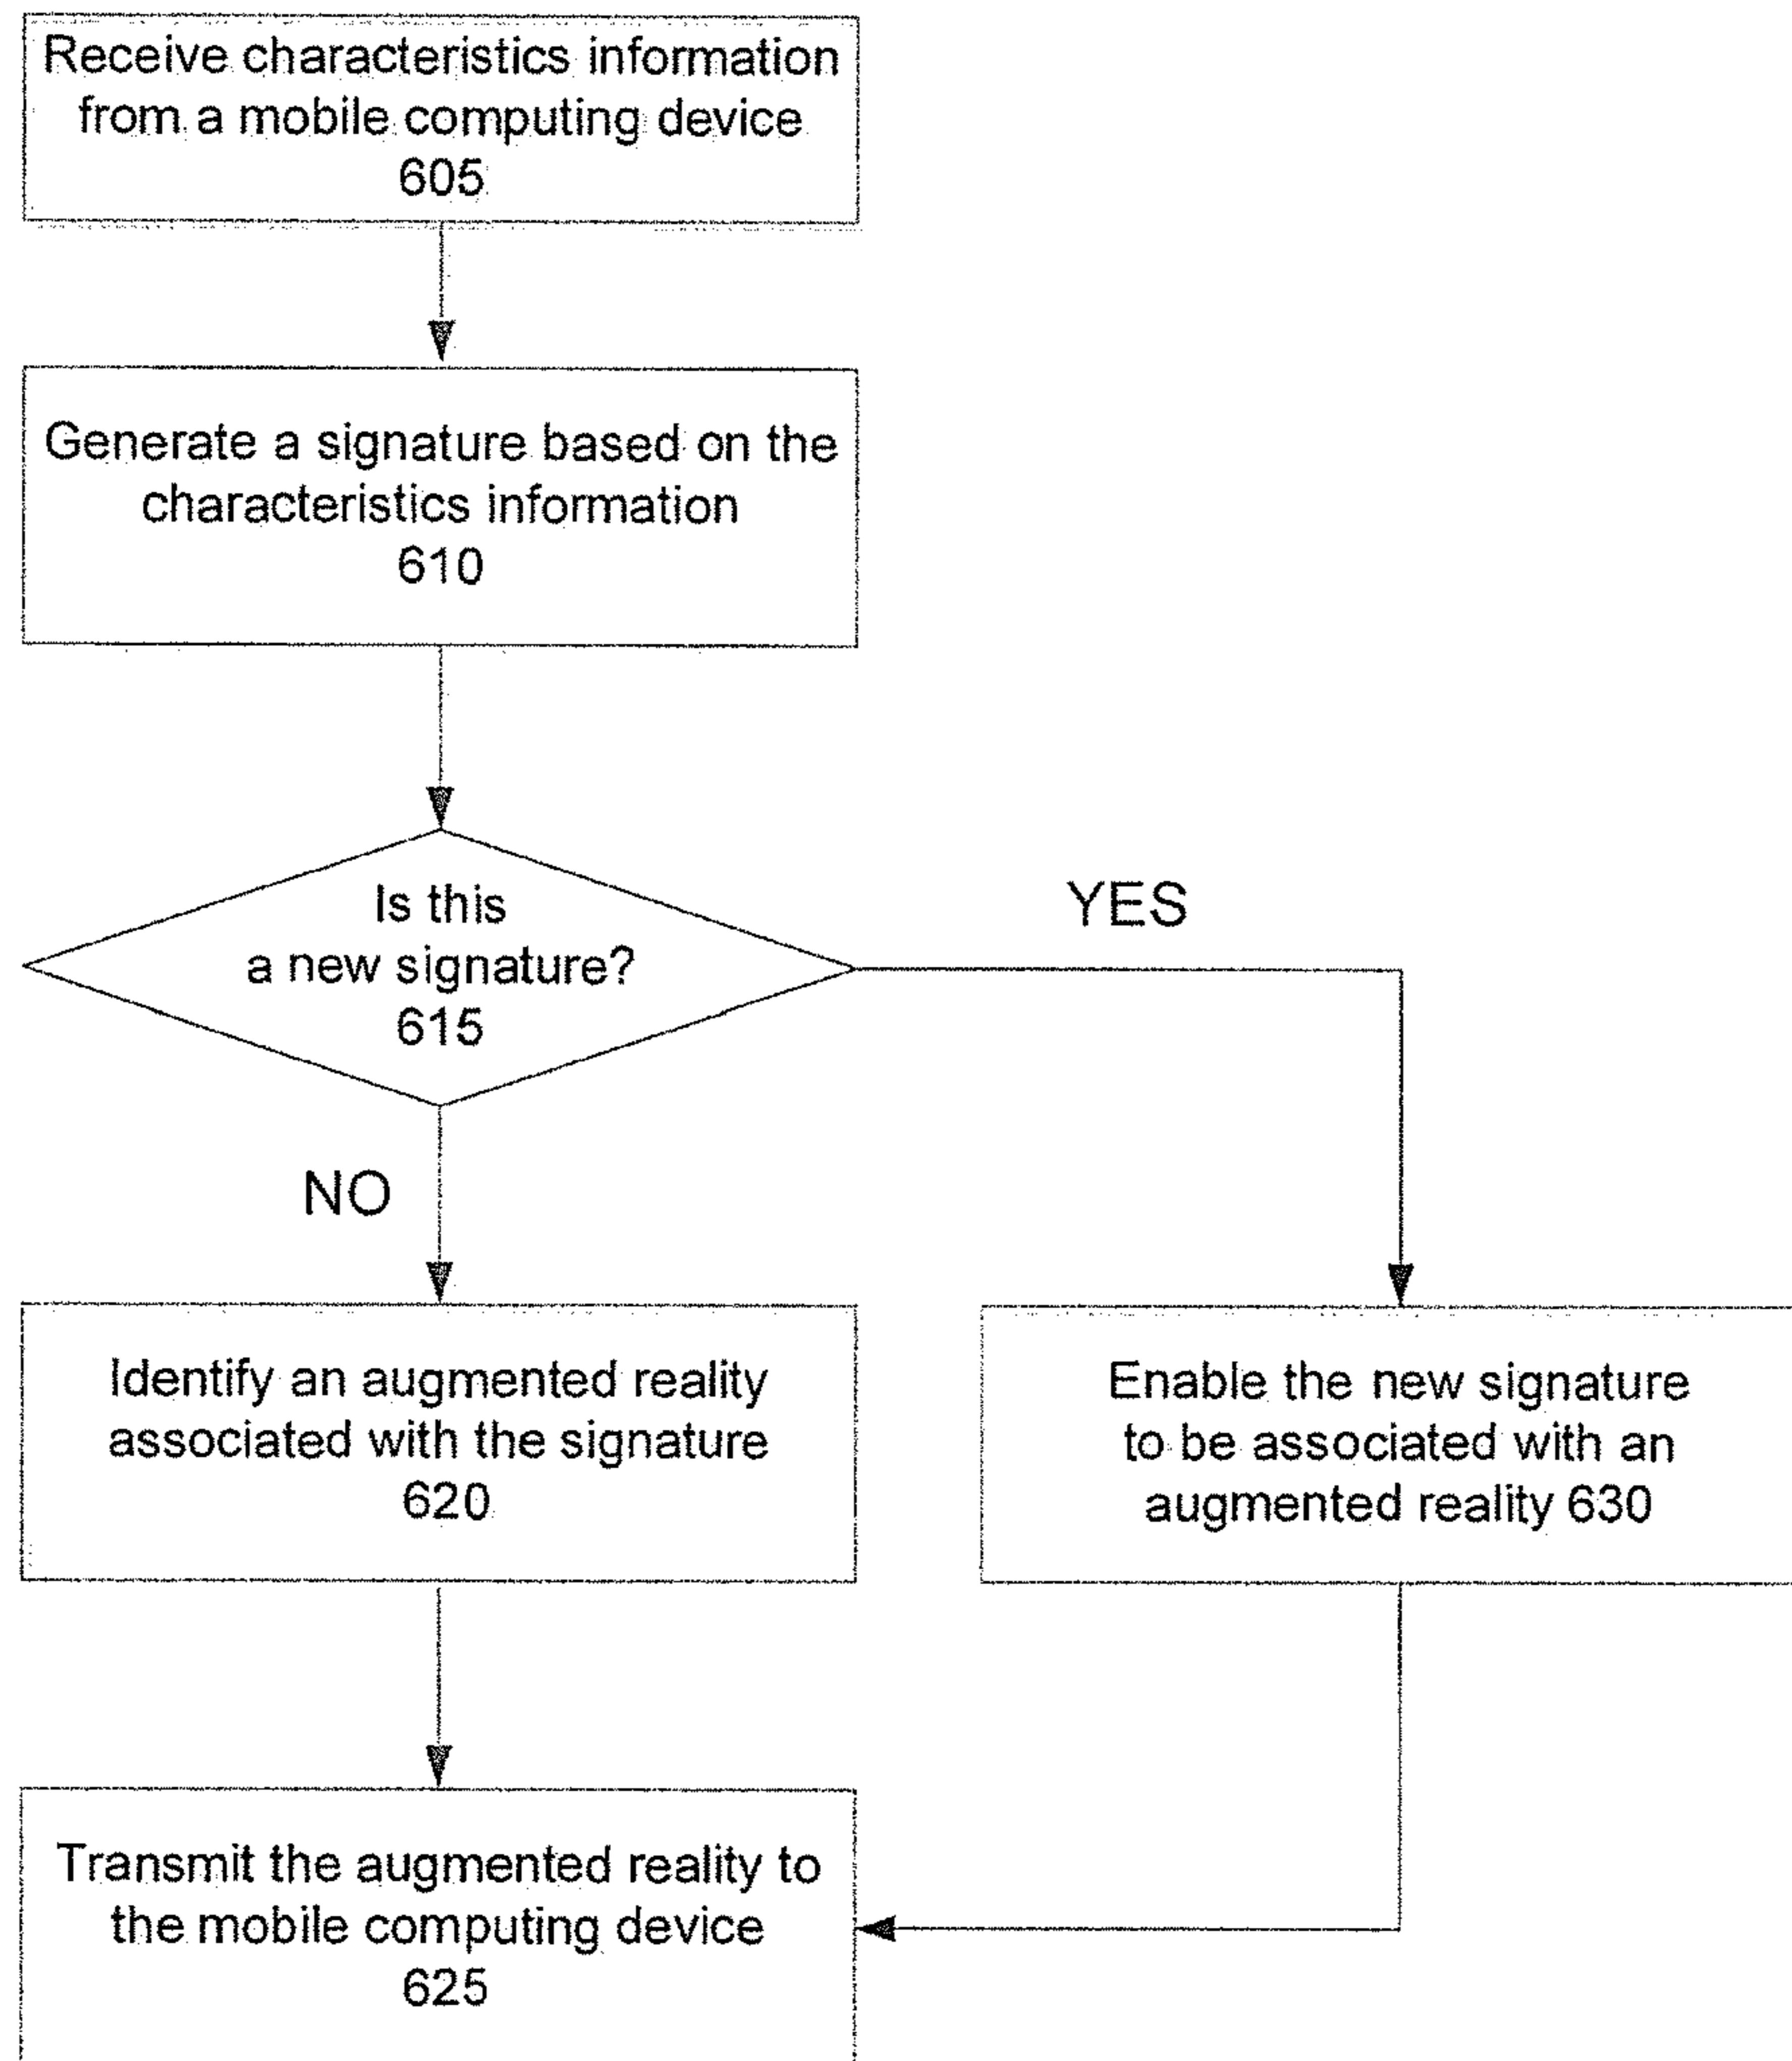 Receive characteristics information
from a mobile computing device
605
Generate a signature based on the
characteristics information
610
Is this
a new signature?
615
YES
NO
Identify an augmented reality
associated with the signature
620
Enable the new signature
to be associated with an
augmented reality 630
Transmit the augmented reality to
the mobile computing device
625